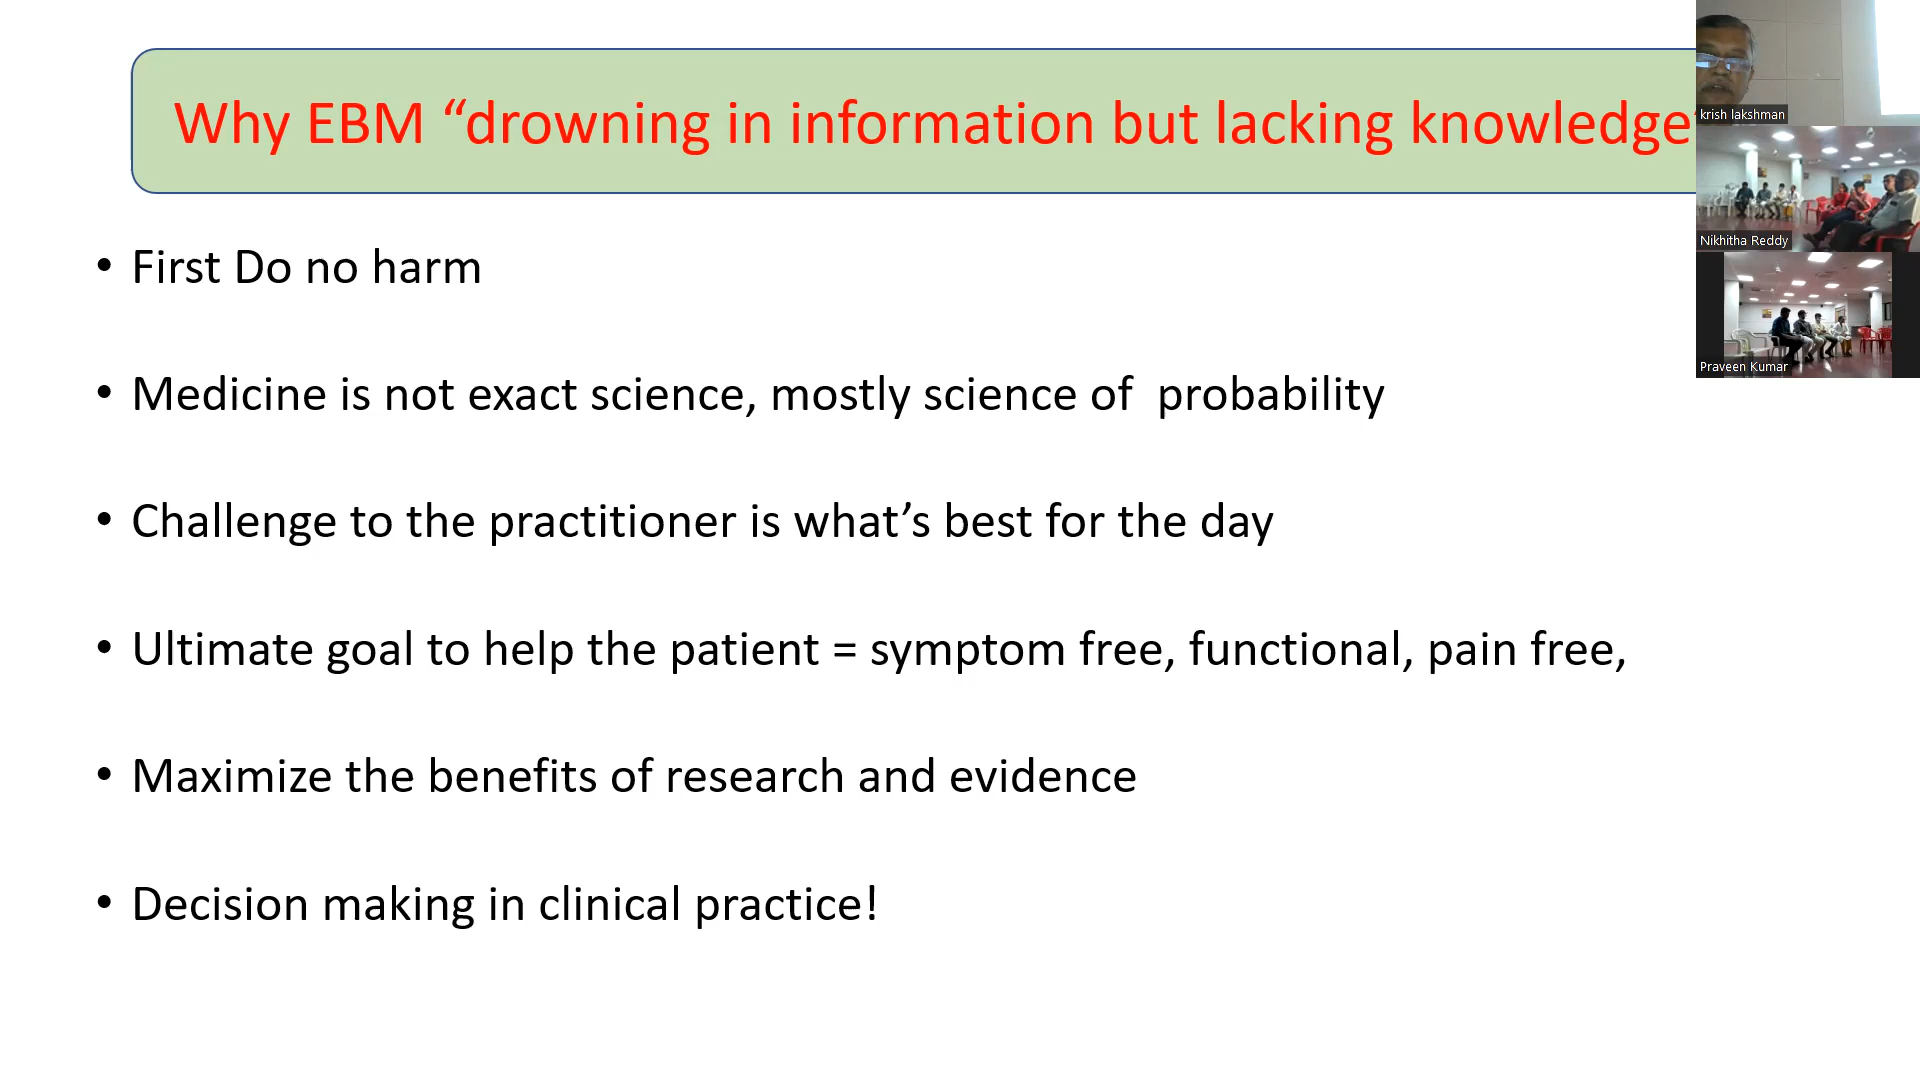 Why EBM “drowning in information but lacking knowledge”
• First Do no harm
• Medicine is not exact science, mostly science of  probability
• Challenge to the practitioner is what’s best for the day
• Ultimate goal to help the patient = symptom free, functional, pain free,
• Maximize the benefits of research and evidence
• Decision making in clinical practice!
krish lakshman
Nikhitha Reddy
Praveen Kumar